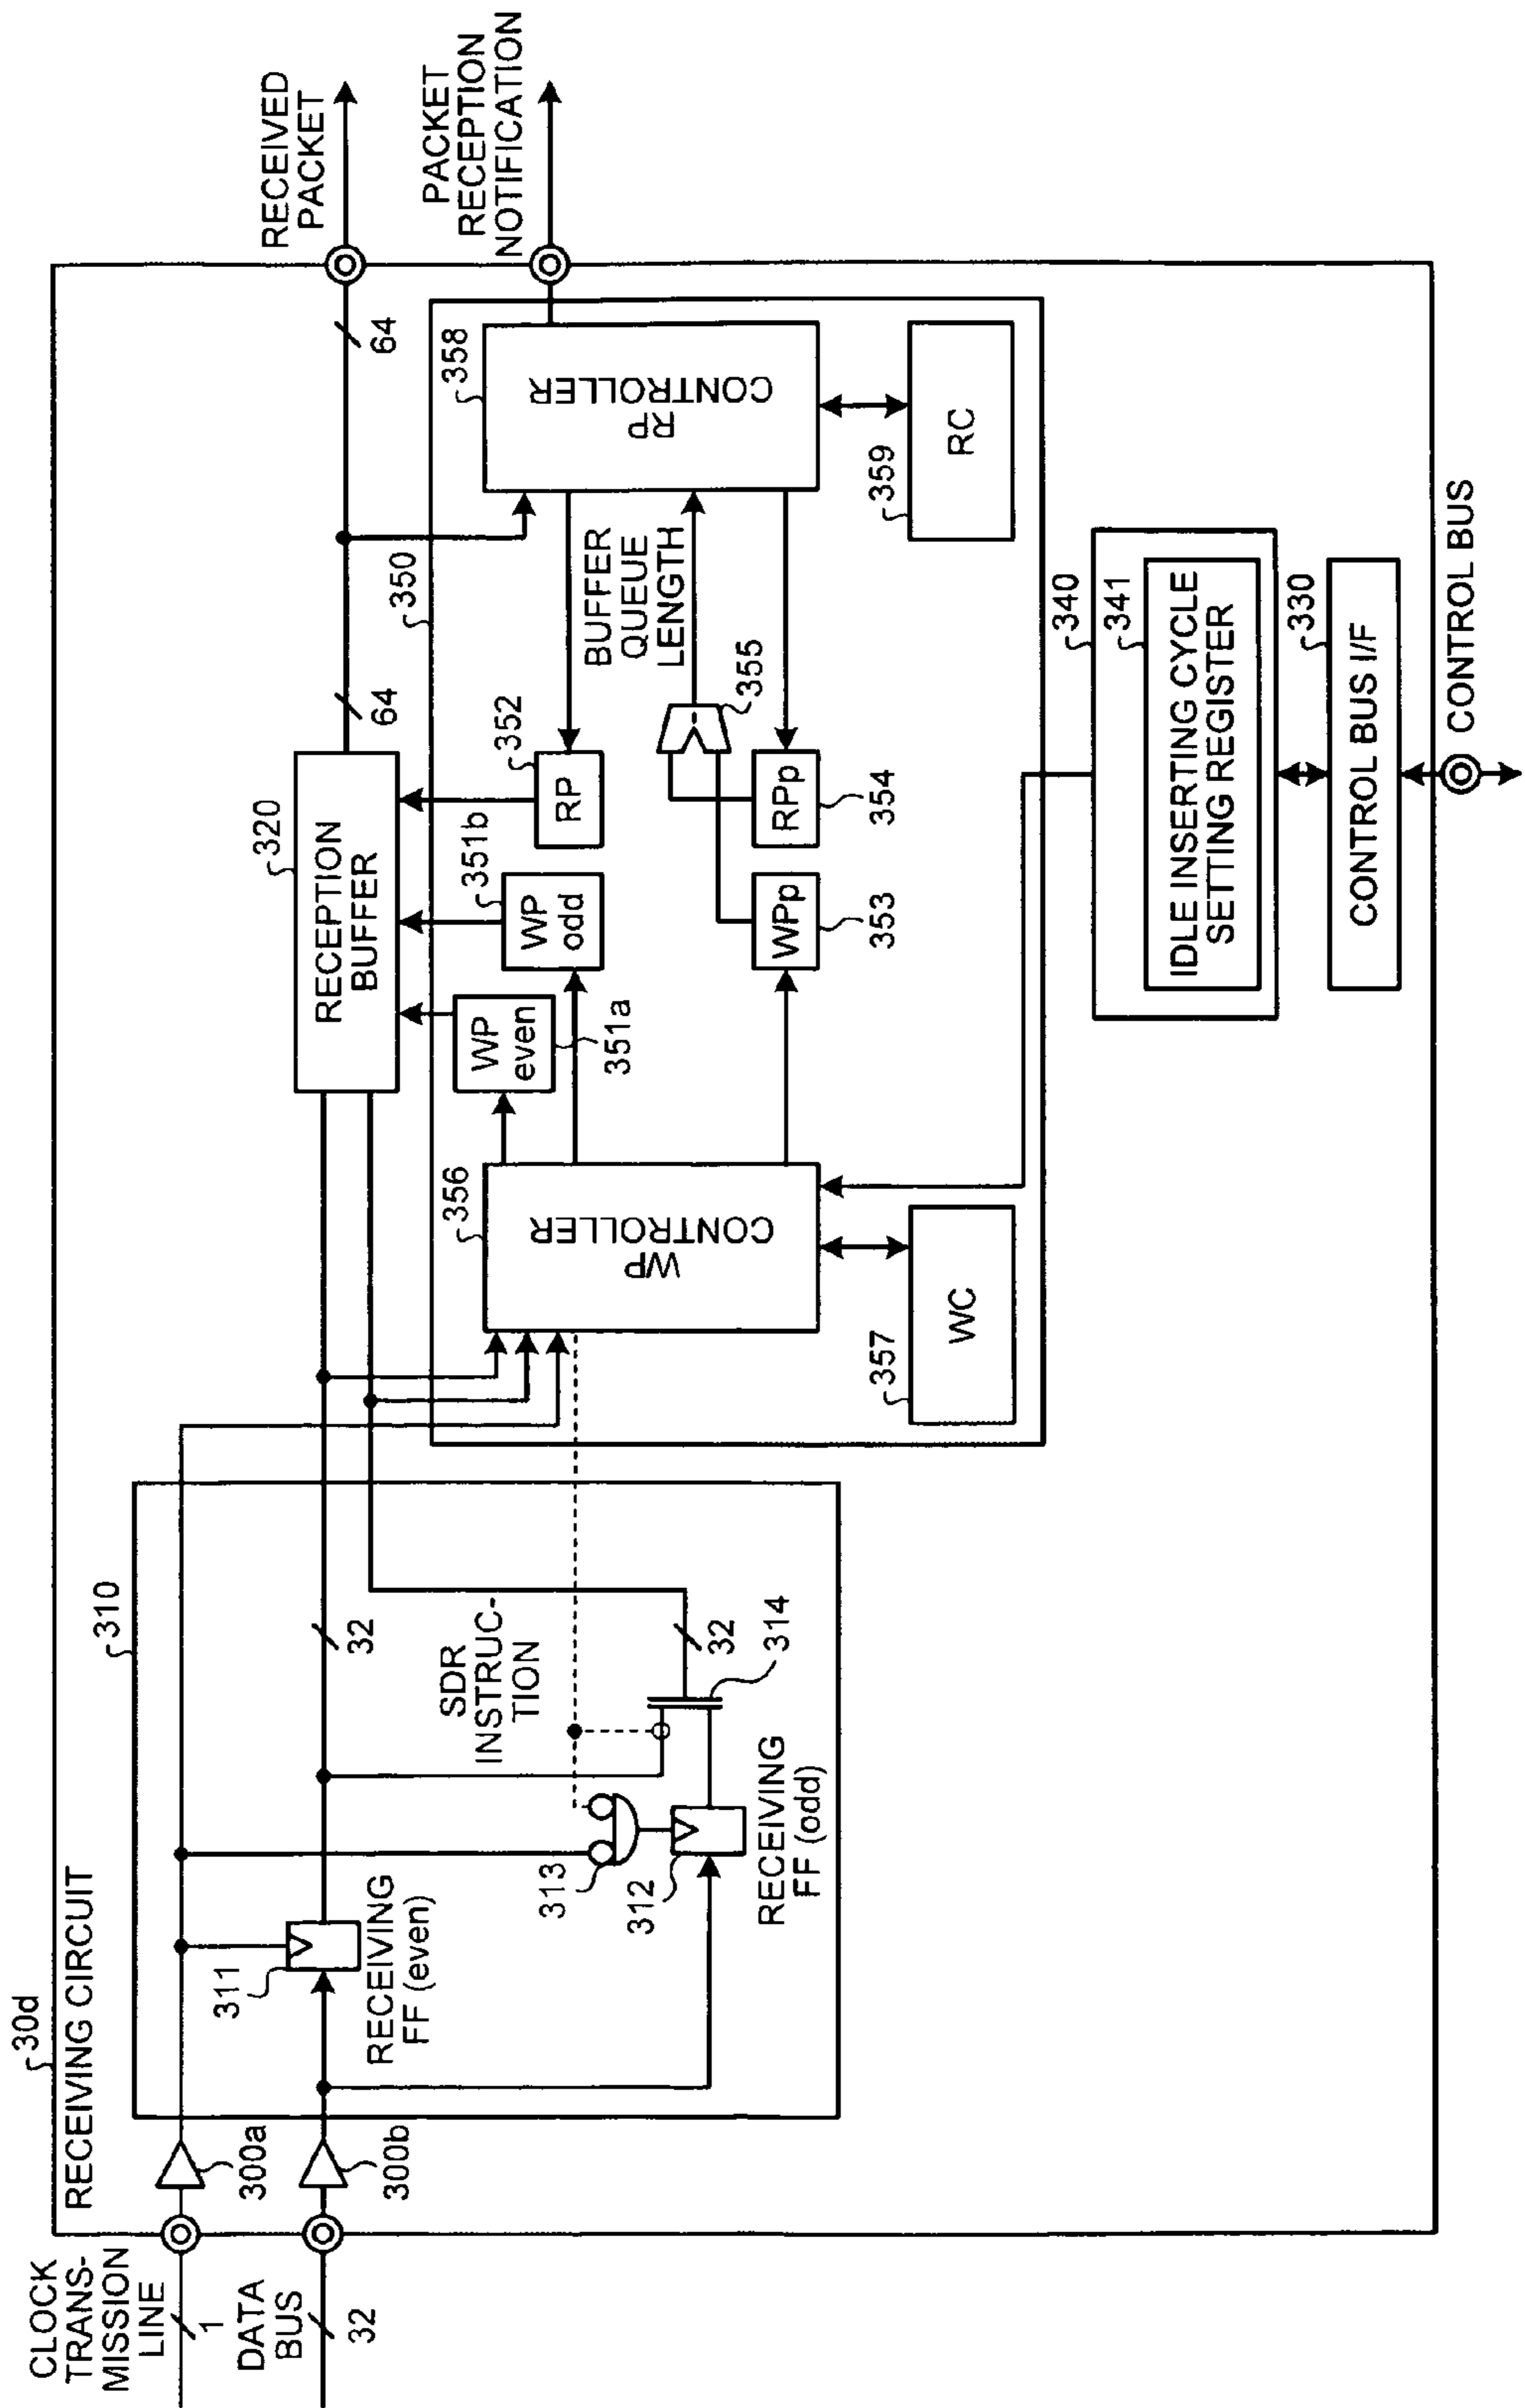 30d
RECEIVING CIRCUIT
CLOCK
TRANS-
MISSION
LINE
1
DATA
BUS
32
300a
300b
310
311
RECEIVING
FF (even)
313
312
RECEIVING
FF (odd)
314
32
32
SDR
INSTRUC-
TION
320
RECEPTION
BUFFER
64
64
RECEIVED
PACKET
PACKET
RECEPTION
NOTIFICATION
350
356
WP
CONTROLLER
357
WC
WP
even
351a
351b
WP
odd
352
RP
WPp
353
RPp
354
355
BUFFER
QUEUE
LENGTH
358
RP
CONTROLLER
359
RC
340
341
IDLE INSERTING CYCLE
SETTING REGISTER
330
CONTROL BUS I/F
CONTROL BUS